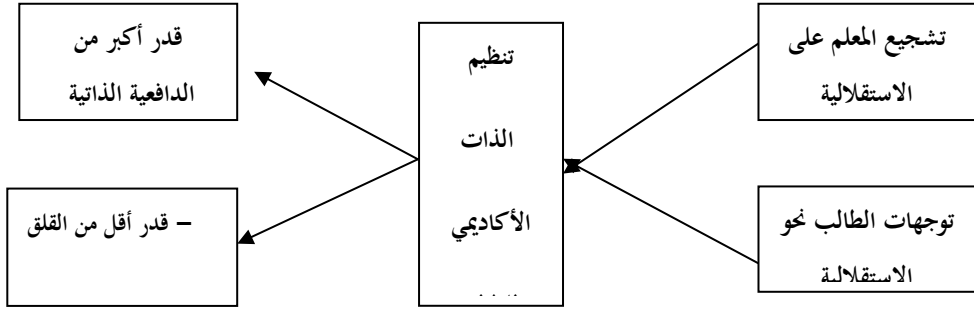 تشجيع المعلم على
الاستقلالية
توجهات الطالب نحو
الاستقلالية
تنظيم
الذات
الأكاديمي
قدر أكبر من
الدافعية الذاتية
– قدر أقل من القلق